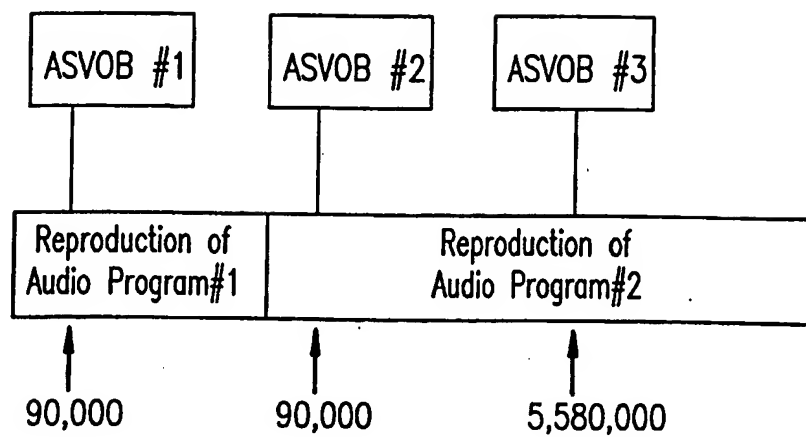 ASVOB #1
ASVOB #2
ASVOB #3
Reproduction of
Audio Program#1
Reproduction of
Audio Program#2
90,000
90,000
5,580,000